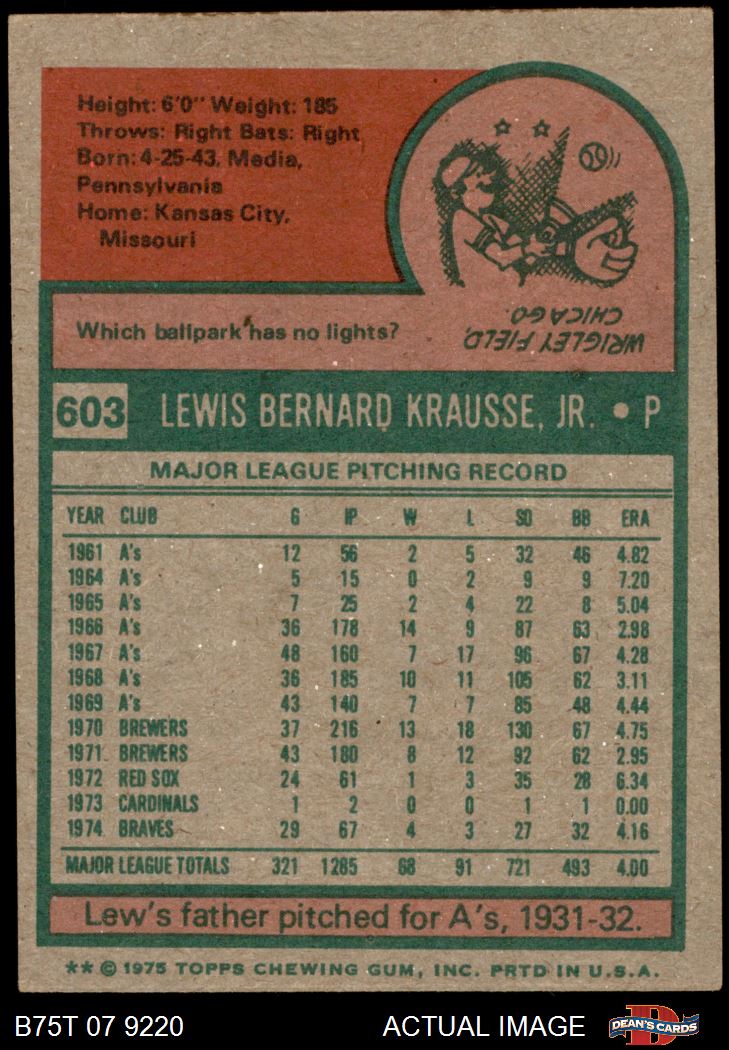 Height: 6'0" Weight: 185
Throws: Right Bats: Right
Born: 4-25-43, Media,
Pennsylvania
Home: Kansas City,
Missouri
Which ballpark has no lights?
WRIGLEY FIELD,
CHICAGO.
603 LEWIS BERNARD KRAUSSE, JR. • P
MAJOR LEAGUE PITCHING RECORD
YEAR CLUB G IP W L SO BB ERA
1961 A's 12 56 2 5 32 46 4.82
1964 A's 5 15 0 2 9 9 7.20
1965 A's 7 25 2 4 22 8 5.04
1966 A's 36 178 14 9 87 63 2.98
1967 A's 48 160 7 17 96 67 4.28
1968 A's 36 185 10 11 105 62 3.11
1969 A's 43 140 7 7 85 48 4.44
1970 BREWERS 37 216 13 18 130 67 4.75
1971 BREWERS 43 180 8 12 92 62 2.95
1972 RED SOX 24 61 1 3 35 28 6.34
1973 CARDINALS 1 2 0 0 1 1 0.00
1974 BRAVES 29 67 4 3 27 32 4.16
MAJOR LEAGUE TOTALS 321 1285 68 91 721 493 4.00
Lew's father pitched for A's, 1931-32.
** © 1975 TOPPS CHEWING GUM, INC. PRTD IN U.S.A.
B75T 07 9220 ACTUAL IMAGE DEAN'S CARDS